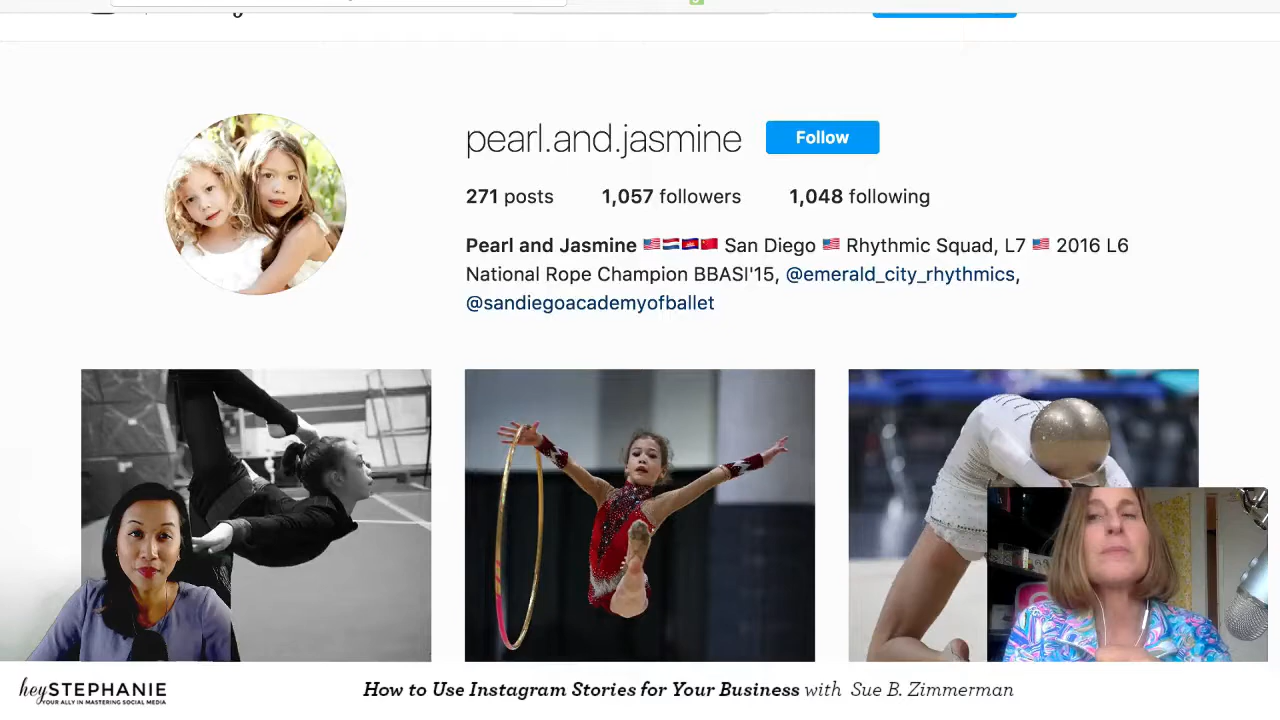 pearl.and.jasmine Follow
271 posts 1,057 followers 1,048 following
Pearl and Jasmine 🇺🇸🇳🇱🇰🇭🇨🇳 San Diego 🇺🇸 Rhythmic Squad, L7 🇺🇸 2016 L6
National Rope Champion BBASI'15, @emerald_city_rhythmics,
@sandiegoacademyofballet
heySTEPHANIE
YOUR ALLY IN MASTERING SOCIAL MEDIA
How to Use Instagram Stories for Your Business with Sue B. Zimmerman